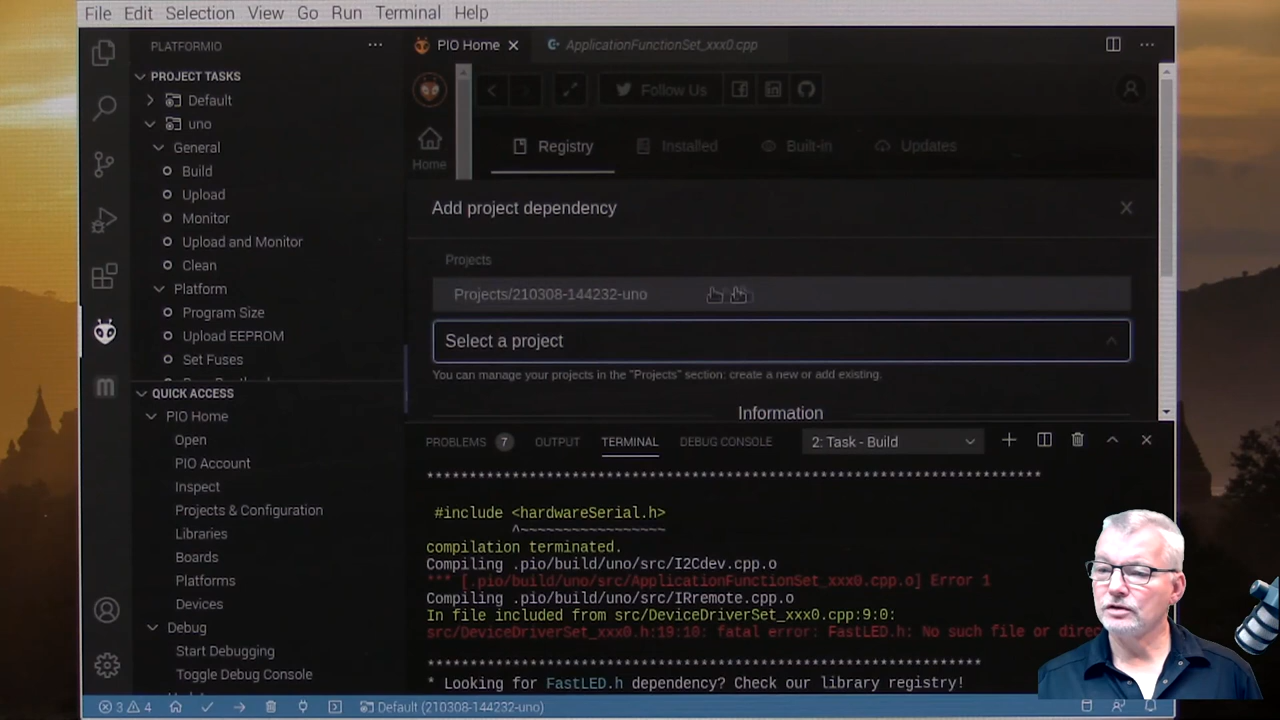 File Edit Selection View Go Run Terminal Help
PLATFORMIO
PIO Home
ApplicationFunctionSet_xxx0.cpp
PROJECT TASKS
Default
uno
General
Build
Upload
Monitor
Upload and Monitor
Clean
Platform
Program Size
Upload EEPROM
Set Fuses
QUICK ACCESS
PIO Home
Open
PIO Account
Inspect
Projects & Configuration
Libraries
Boards
Platforms
Devices
Debug
Start Debugging
Toggle Debug Console
Home
Follow Us
Registry Installed Built-in Updates
Add project dependency
Projects
Projects/210308-144232-uno
Select a project
You can manage your projects in the "Projects" section: create a new or add existing.
Information
PROBLEMS 7 OUTPUT TERMINAL DEBUG CONSOLE 2: Task - Build
*************************************************************************
#include <hardwareSerial.h>
^~~~~~~~~~~~~~~~~~
compilation terminated.
Compiling .pio/build/uno/src/I2Cdev.cpp.o
*** [.pio/build/uno/src/ApplicationFunctionSet_xxx0.cpp.o] Error 1
Compiling .pio/build/uno/src/IRremote.cpp.o
In file included from src/DeviceDriverSet_xxx0.cpp:9:0:
src/DeviceDriverSet_xxx0.h:19:10: fatal error: FastLED.h: No such file or direc
******************************************************************
* Looking for FastLED.h dependency? Check our library registry!
3 4 Default (210308-144232-uno)